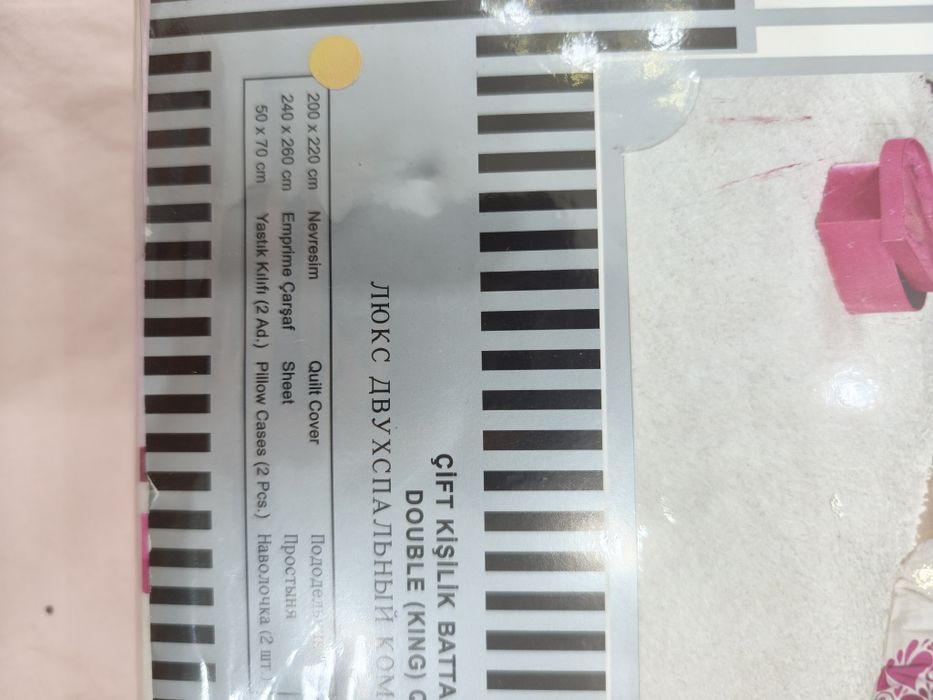 ÇİFT KİŞİLİK BATTA
DOUBLE (KING)
ЛЮКС ДВУХСПАЛЬНЫЙ КОМ
200 x 220 cm Nevresim Quilt Cover
240 x 260 cm Emprime Çarşaf Sheet Простыня
50 x 70 cm Yastık Kılıfı (2 Ad.) Pillow Cases (2 Pcs.) Наволочка (2 шт.)